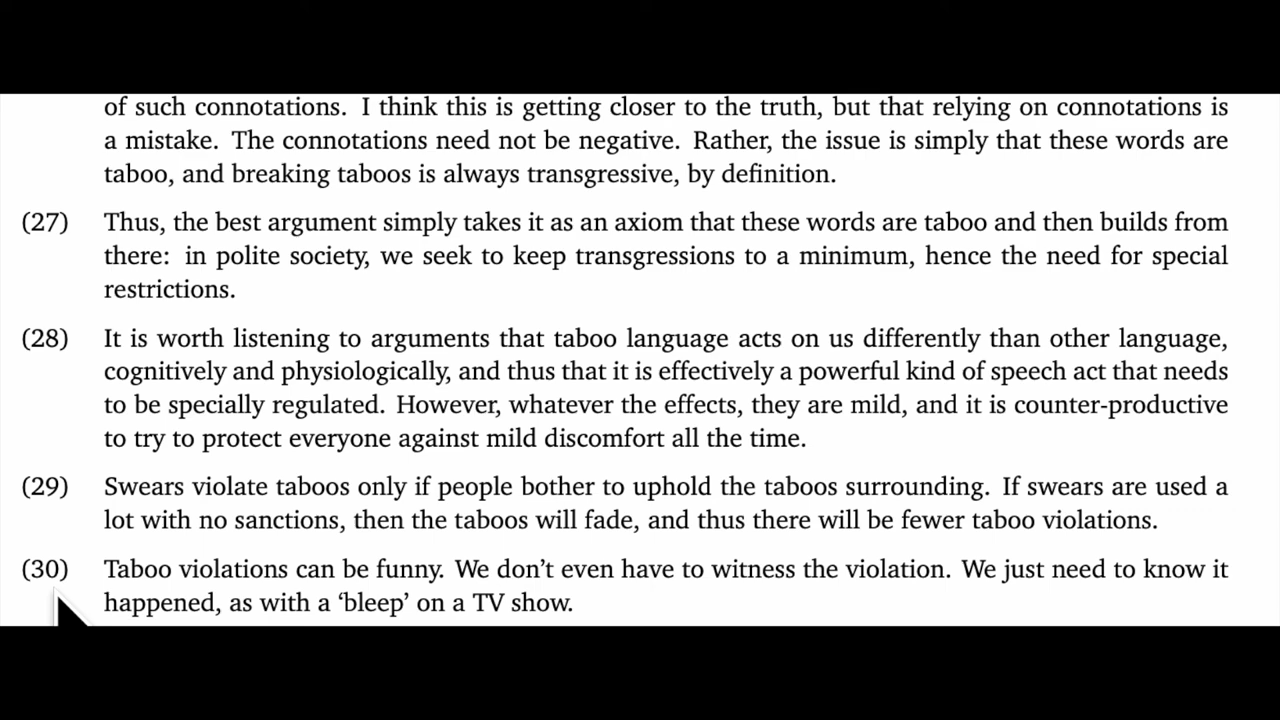 of such connotations. I think this is getting closer to the truth, but that relying on connotations is
a mistake. The connotations need not be negative. Rather, the issue is simply that these words are
taboo, and breaking taboos is always transgressive, by definition.
(27) Thus, the best argument simply takes it as an axiom that these words are taboo and then builds from
there: in polite society, we seek to keep transgressions to a minimum, hence the need for special
restrictions.
(28) It is worth listening to arguments that taboo language acts on us differently than other language,
cognitively and physiologically, and thus that it is effectively a powerful kind of speech act that needs
to be specially regulated. However, whatever the effects, they are mild, and it is counter-productive
to try to protect everyone against mild discomfort all the time.
(29) Swears violate taboos only if people bother to uphold the taboos surrounding. If swears are used a
lot with no sanctions, then the taboos will fade, and thus there will be fewer taboo violations.
(30) Taboo violations can be funny. We don’t even have to witness the violation. We just need to know it
happened, as with a ‘bleep’ on a TV show.